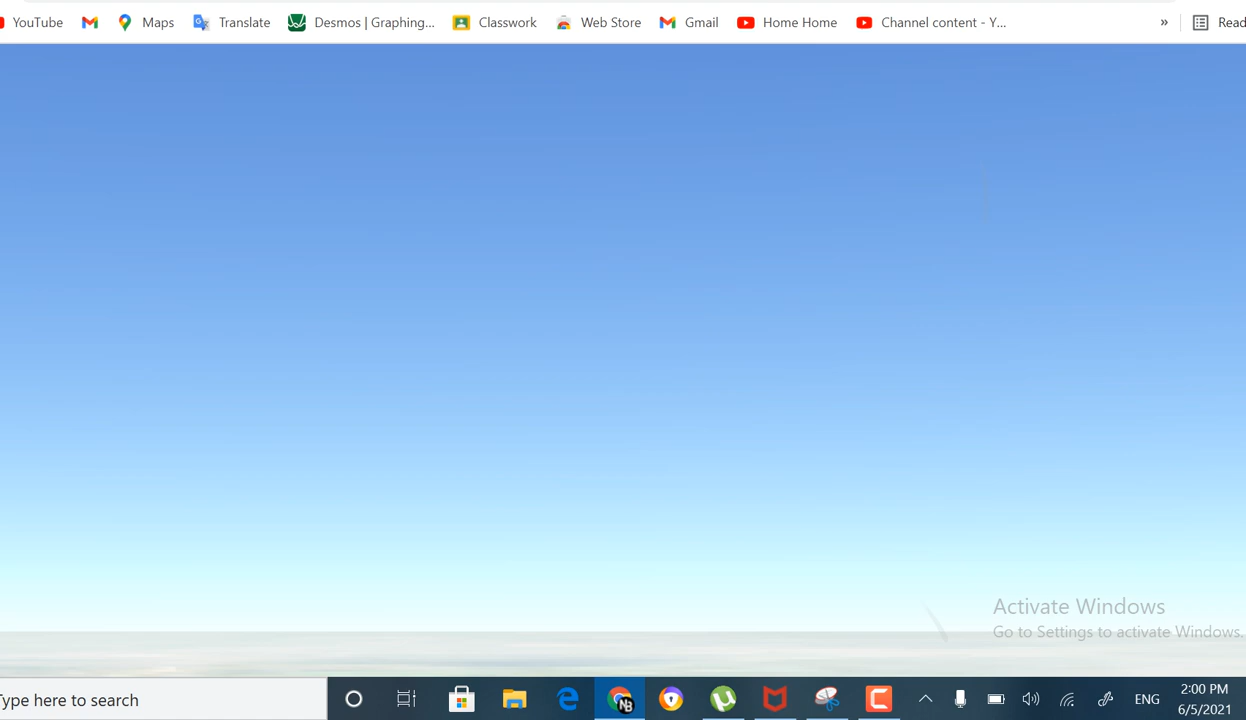 YouTube Maps Translate Desmos | Graphing... Classwork Web Store Gmail Home Home Channel content - Y... » Read
Activate Windows
Go to Settings to activate Windows.
Type here to search NB ENG 2:00 PM
6/5/2021